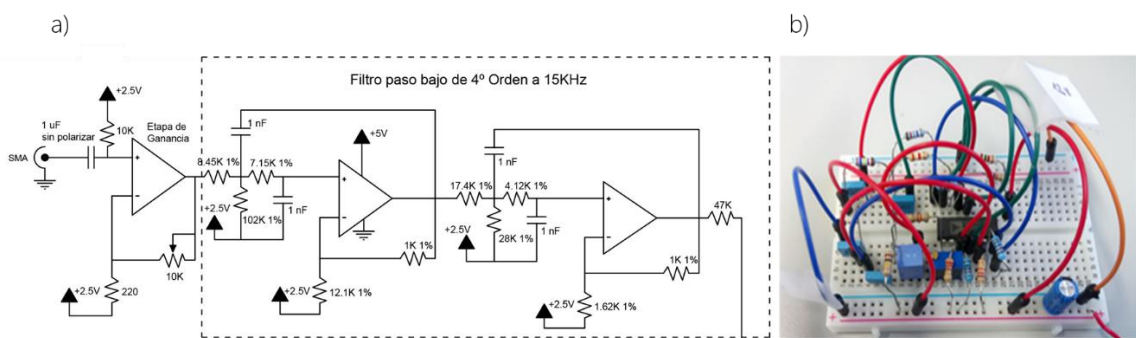 a)
b)
Filtro paso bajo de 4º Orden a 15KHz
+2.5V
1 uF
sin polarizar
10K
Etapa de
Ganancia
SMA
+
-
10K
220
+2.5V
8.45K 1%
7.15K 1%
1 nF
1 nF
102K 1%
+2.5V
+5V
+
-
1K 1%
12.1K 1%
+2.5V
17.4K 1%
4.12K 1%
1 nF
1 nF
28K 1%
+2.5V
+
-
1K 1%
1.62K 1%
+2.5V
47K